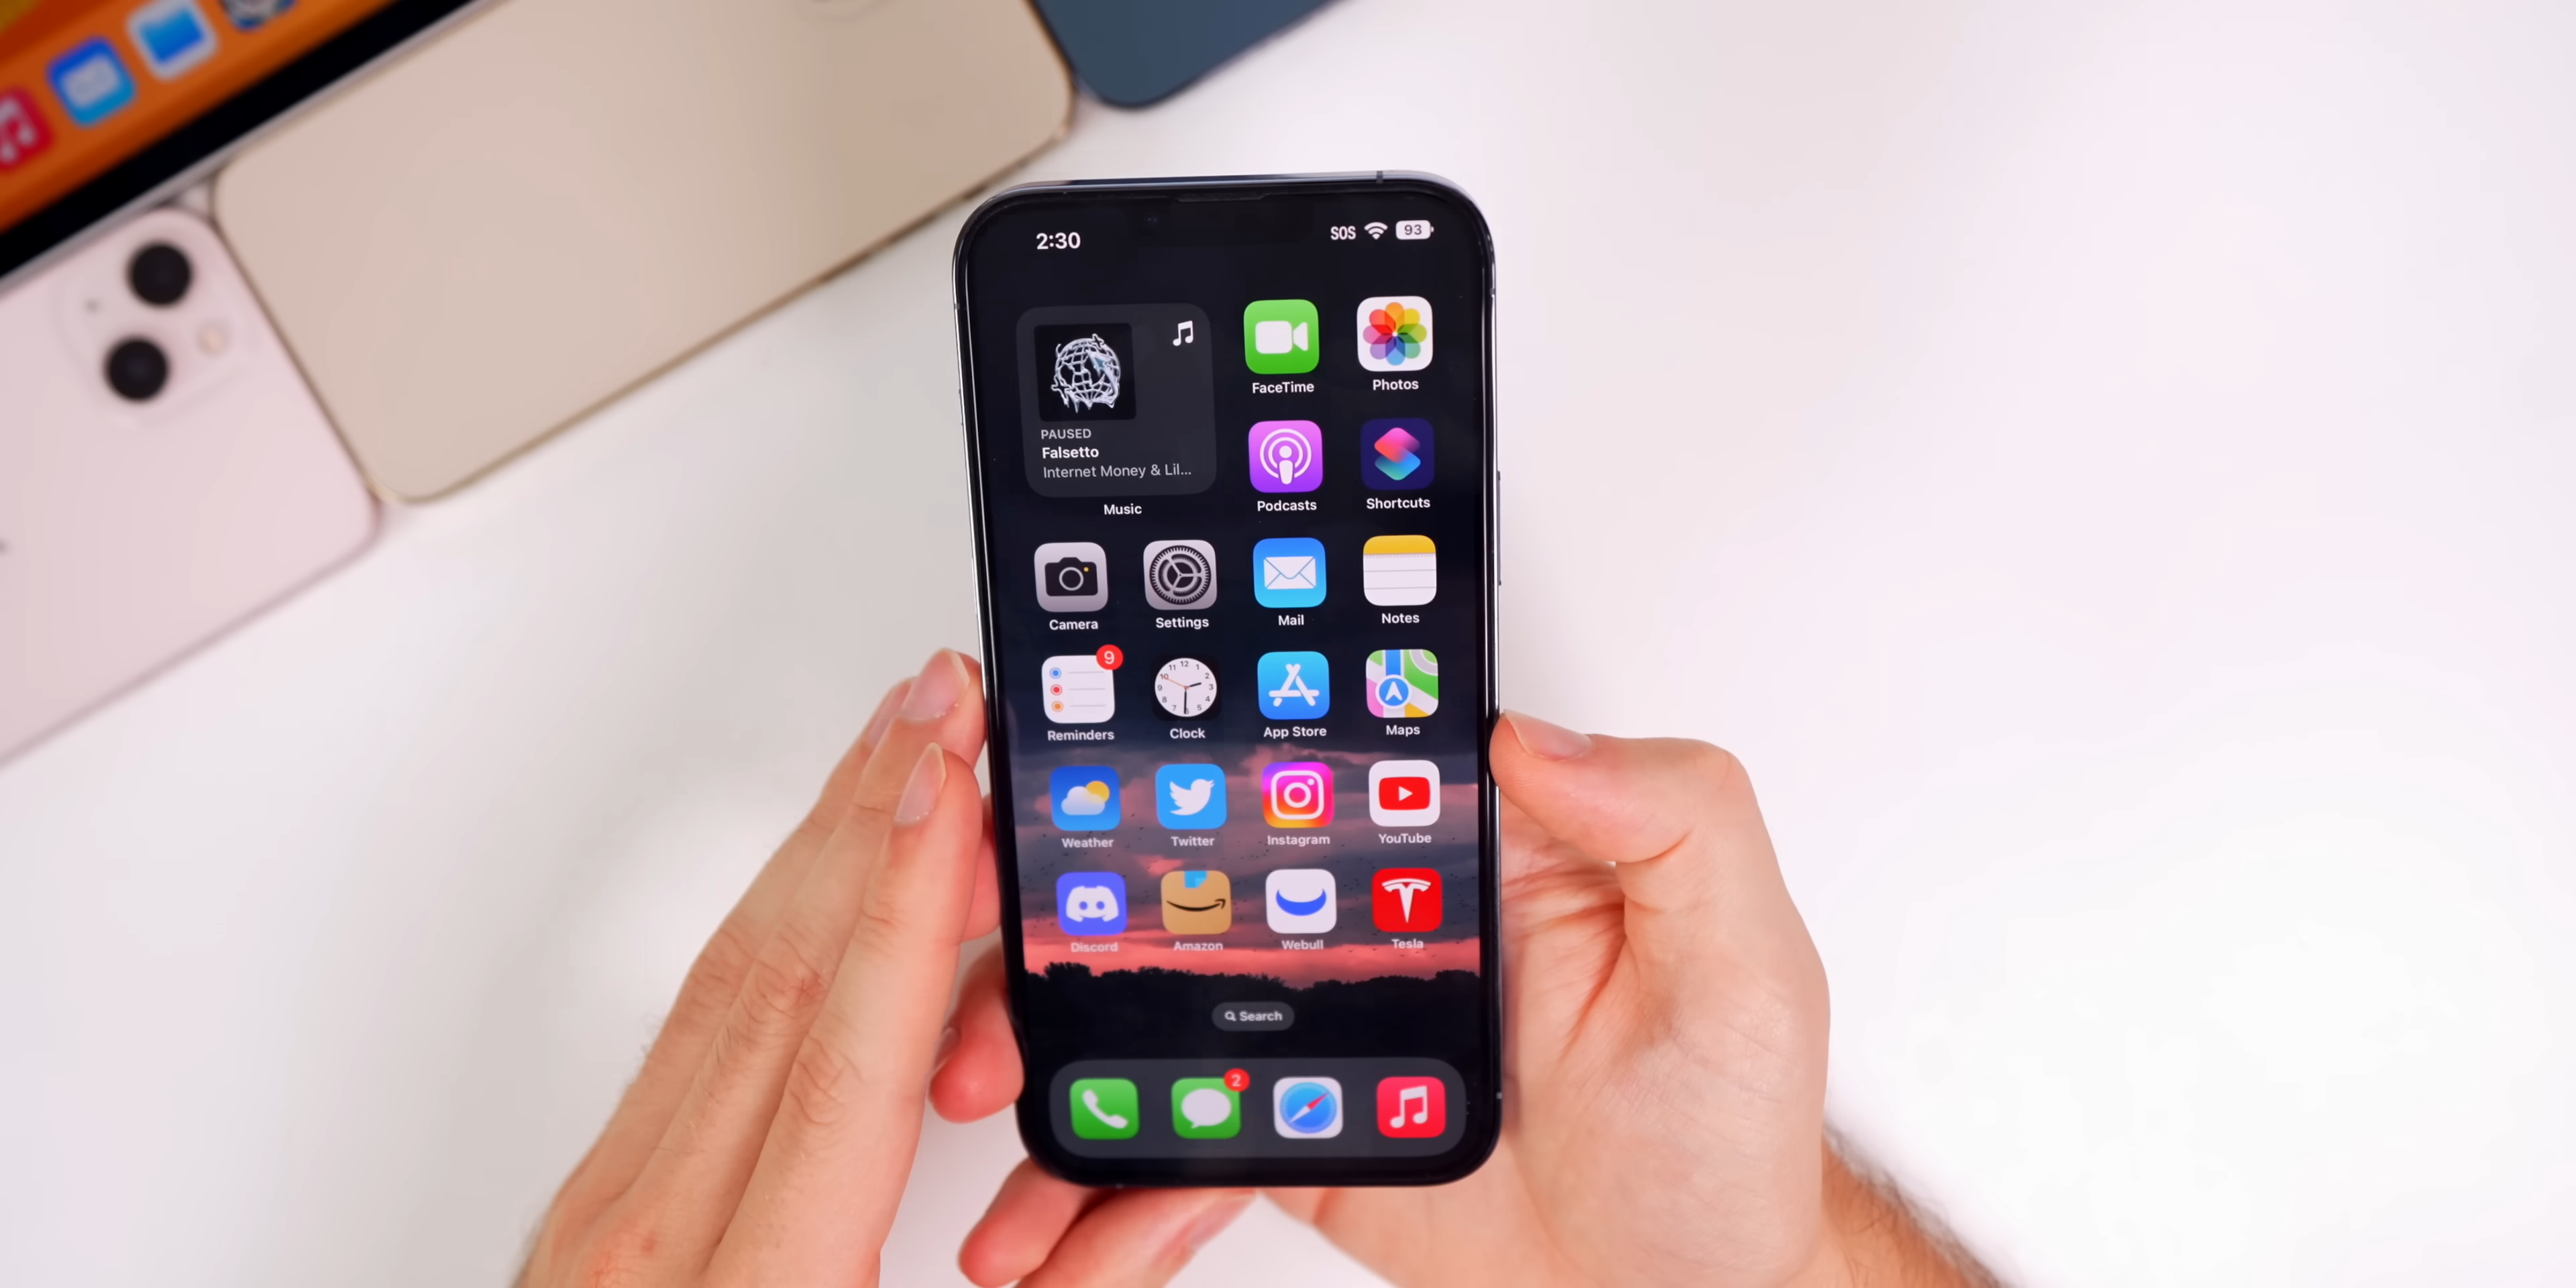 2:30
SOS 93
PAUSED
Falsetto
Internet Money & Lil...
Music
FaceTime
Photos
Podcasts
Shortcuts
Camera
Settings
Mail
Notes
9
Reminders
Clock
App Store
Maps
Weather
Twitter
Instagram
YouTube
Discord
Amazon
Webull
Tesla
Search
2